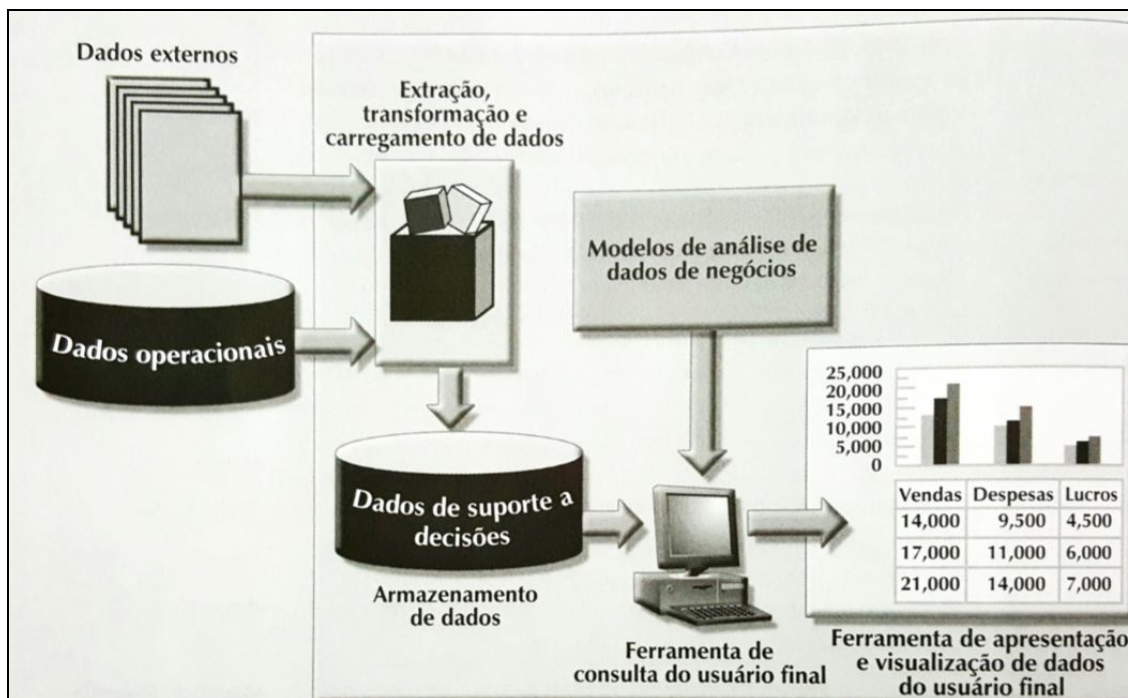 Dados externos
Extração,
transformação e
carregamento de dados
Dados operacionais
Modelos de análise de
dados de negócios
Dados de suporte a
decisões
Armazenamento
de dados
Ferramenta de
consulta do usuário final
25,000
20,000
15,000
10,000
5,000
0
Vendas Despesas Lucros
14,000 9,500 4,500
17,000 11,000 6,000
21,000 14,000 7,000
Ferramenta de apresentação
e visualização de dados
do usuário final